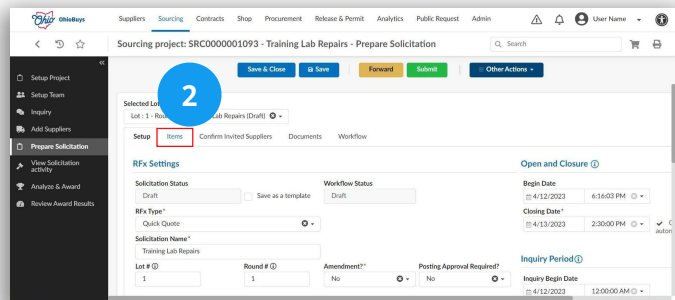 Ohio OhioBuys Suppliers Sourcing Contracts Shop Procurement Release & Permit Analytics Public Request Admin User Name
Sourcing project: SRC0000001093 - Training Lab Repairs - Prepare Solicitation Search
Save & Close Save Forward Submit Other Actions
Setup Project
Setup Team
Inquiry
Add Suppliers
Prepare Solicitation
View Solicitation
activity
Analyze & Award
Review Award Results
2
Selected Lot
Lot : 1 - Rou Lab Repairs (Draft)
Setup Items Confirm Invited Suppliers Documents Workflow
RFx Settings Open and Closure
Solicitation Status Workflow Status Begin Date
Draft Save as a template Draft 4/12/2023 6:16:03 PM
RFx Type* Closing Date*
Quick Quote 4/13/2023 2:30:00 PM
autom
Solicitation Name*
Training Lab Repairs Inquiry Period
Lot # Round # Amendment?* Posting Approval Required? Inquiry Begin Date
1 1 No No 4/12/2023 12:00:00 AM